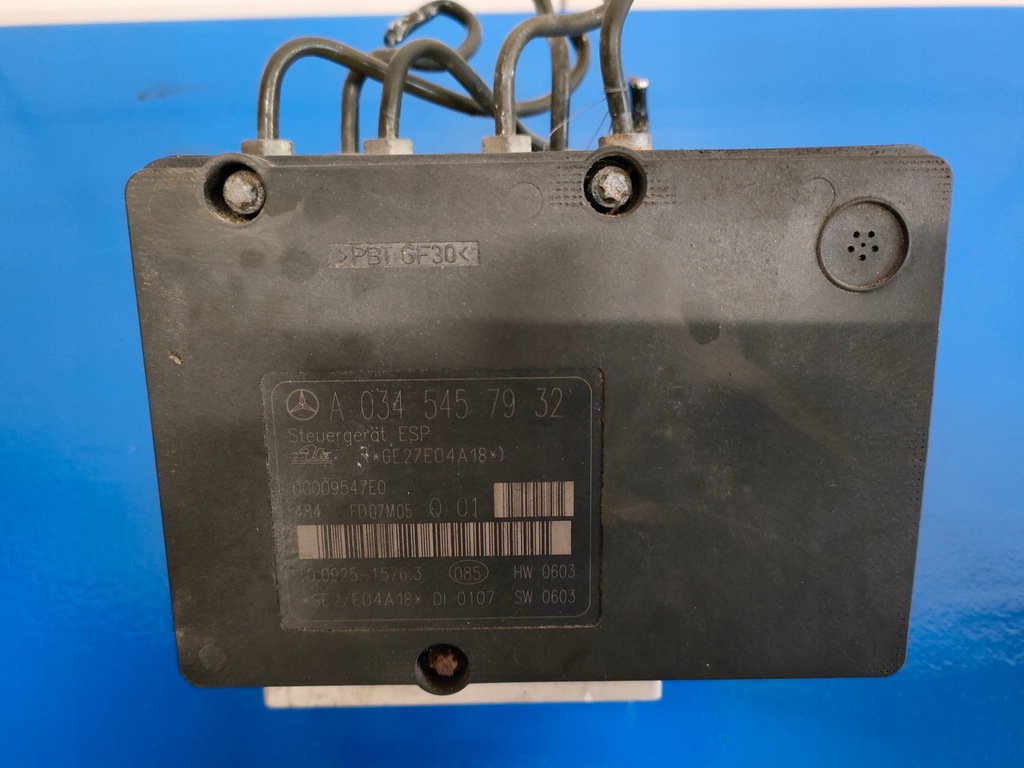 >PBT GF30<
A 034 545 79 32
Steuergerät ESP
(*GE27E04A18*)
00009547E0
484 FD07M05 Q 01
10.0925-1576.3 085 HW 0603
*GE27E04A18* DI 0107 SW 0603